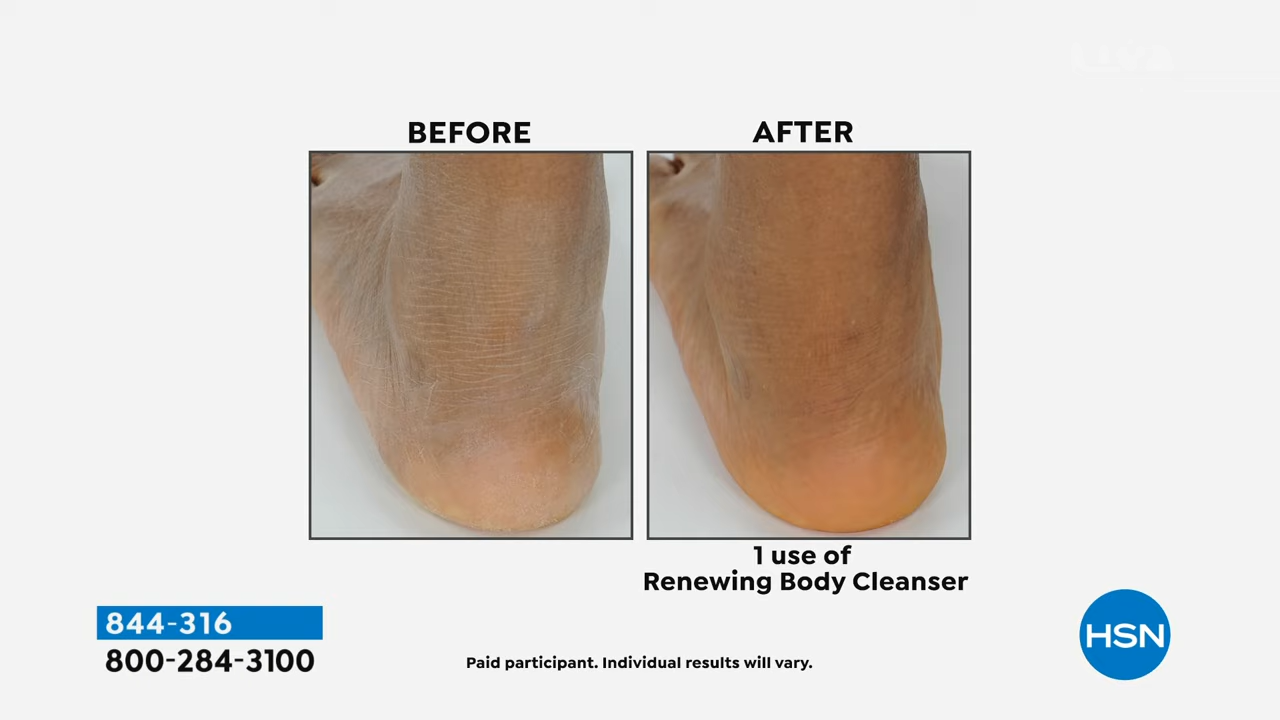 BEFORE
AFTER
1 use of
Renewing Body Cleanser
844-316
800-284-3100
Paid participant. Individual results will vary.
HSN